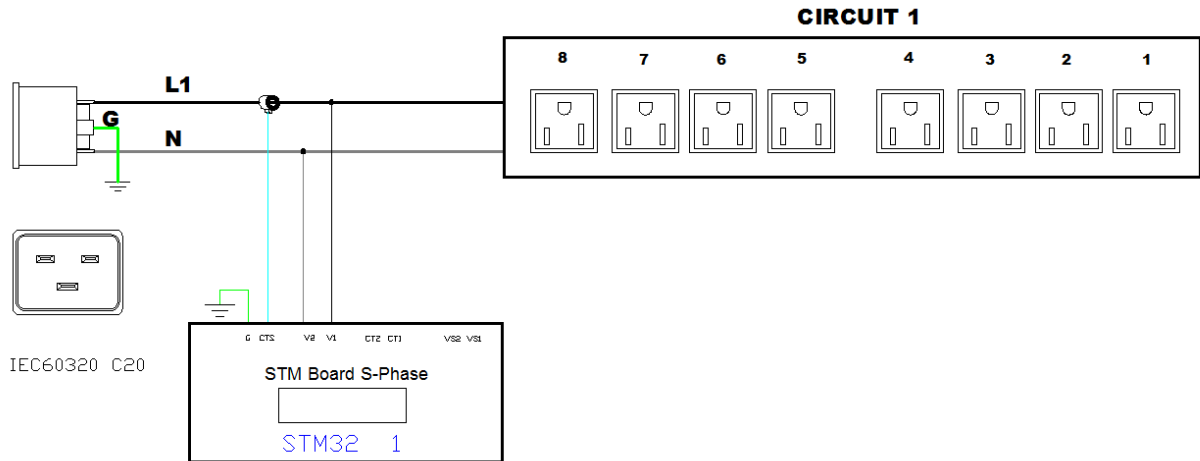 CIRCUIT 1
8 7 6 5 4 3 2 1
L1
G
N
IEC60320 C20
G CTS V2 V1 CT2 CT1 VS2 VS1
STM Board S-Phase
STM32 1